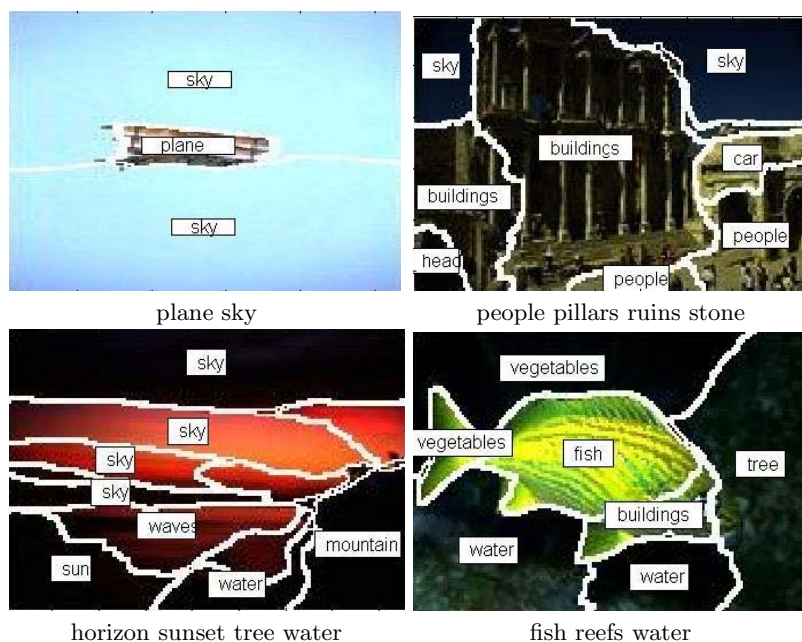 sky
plane
sky
plane sky
sky
sky
buildings
car
buildings
people
head
people
people pillars ruins stone
sky
sky
sky
sky
waves
mountain
sun
water
horizon sunset tree water
vegetables
vegetables
fish
tree
buildings
water
water
fish reefs water